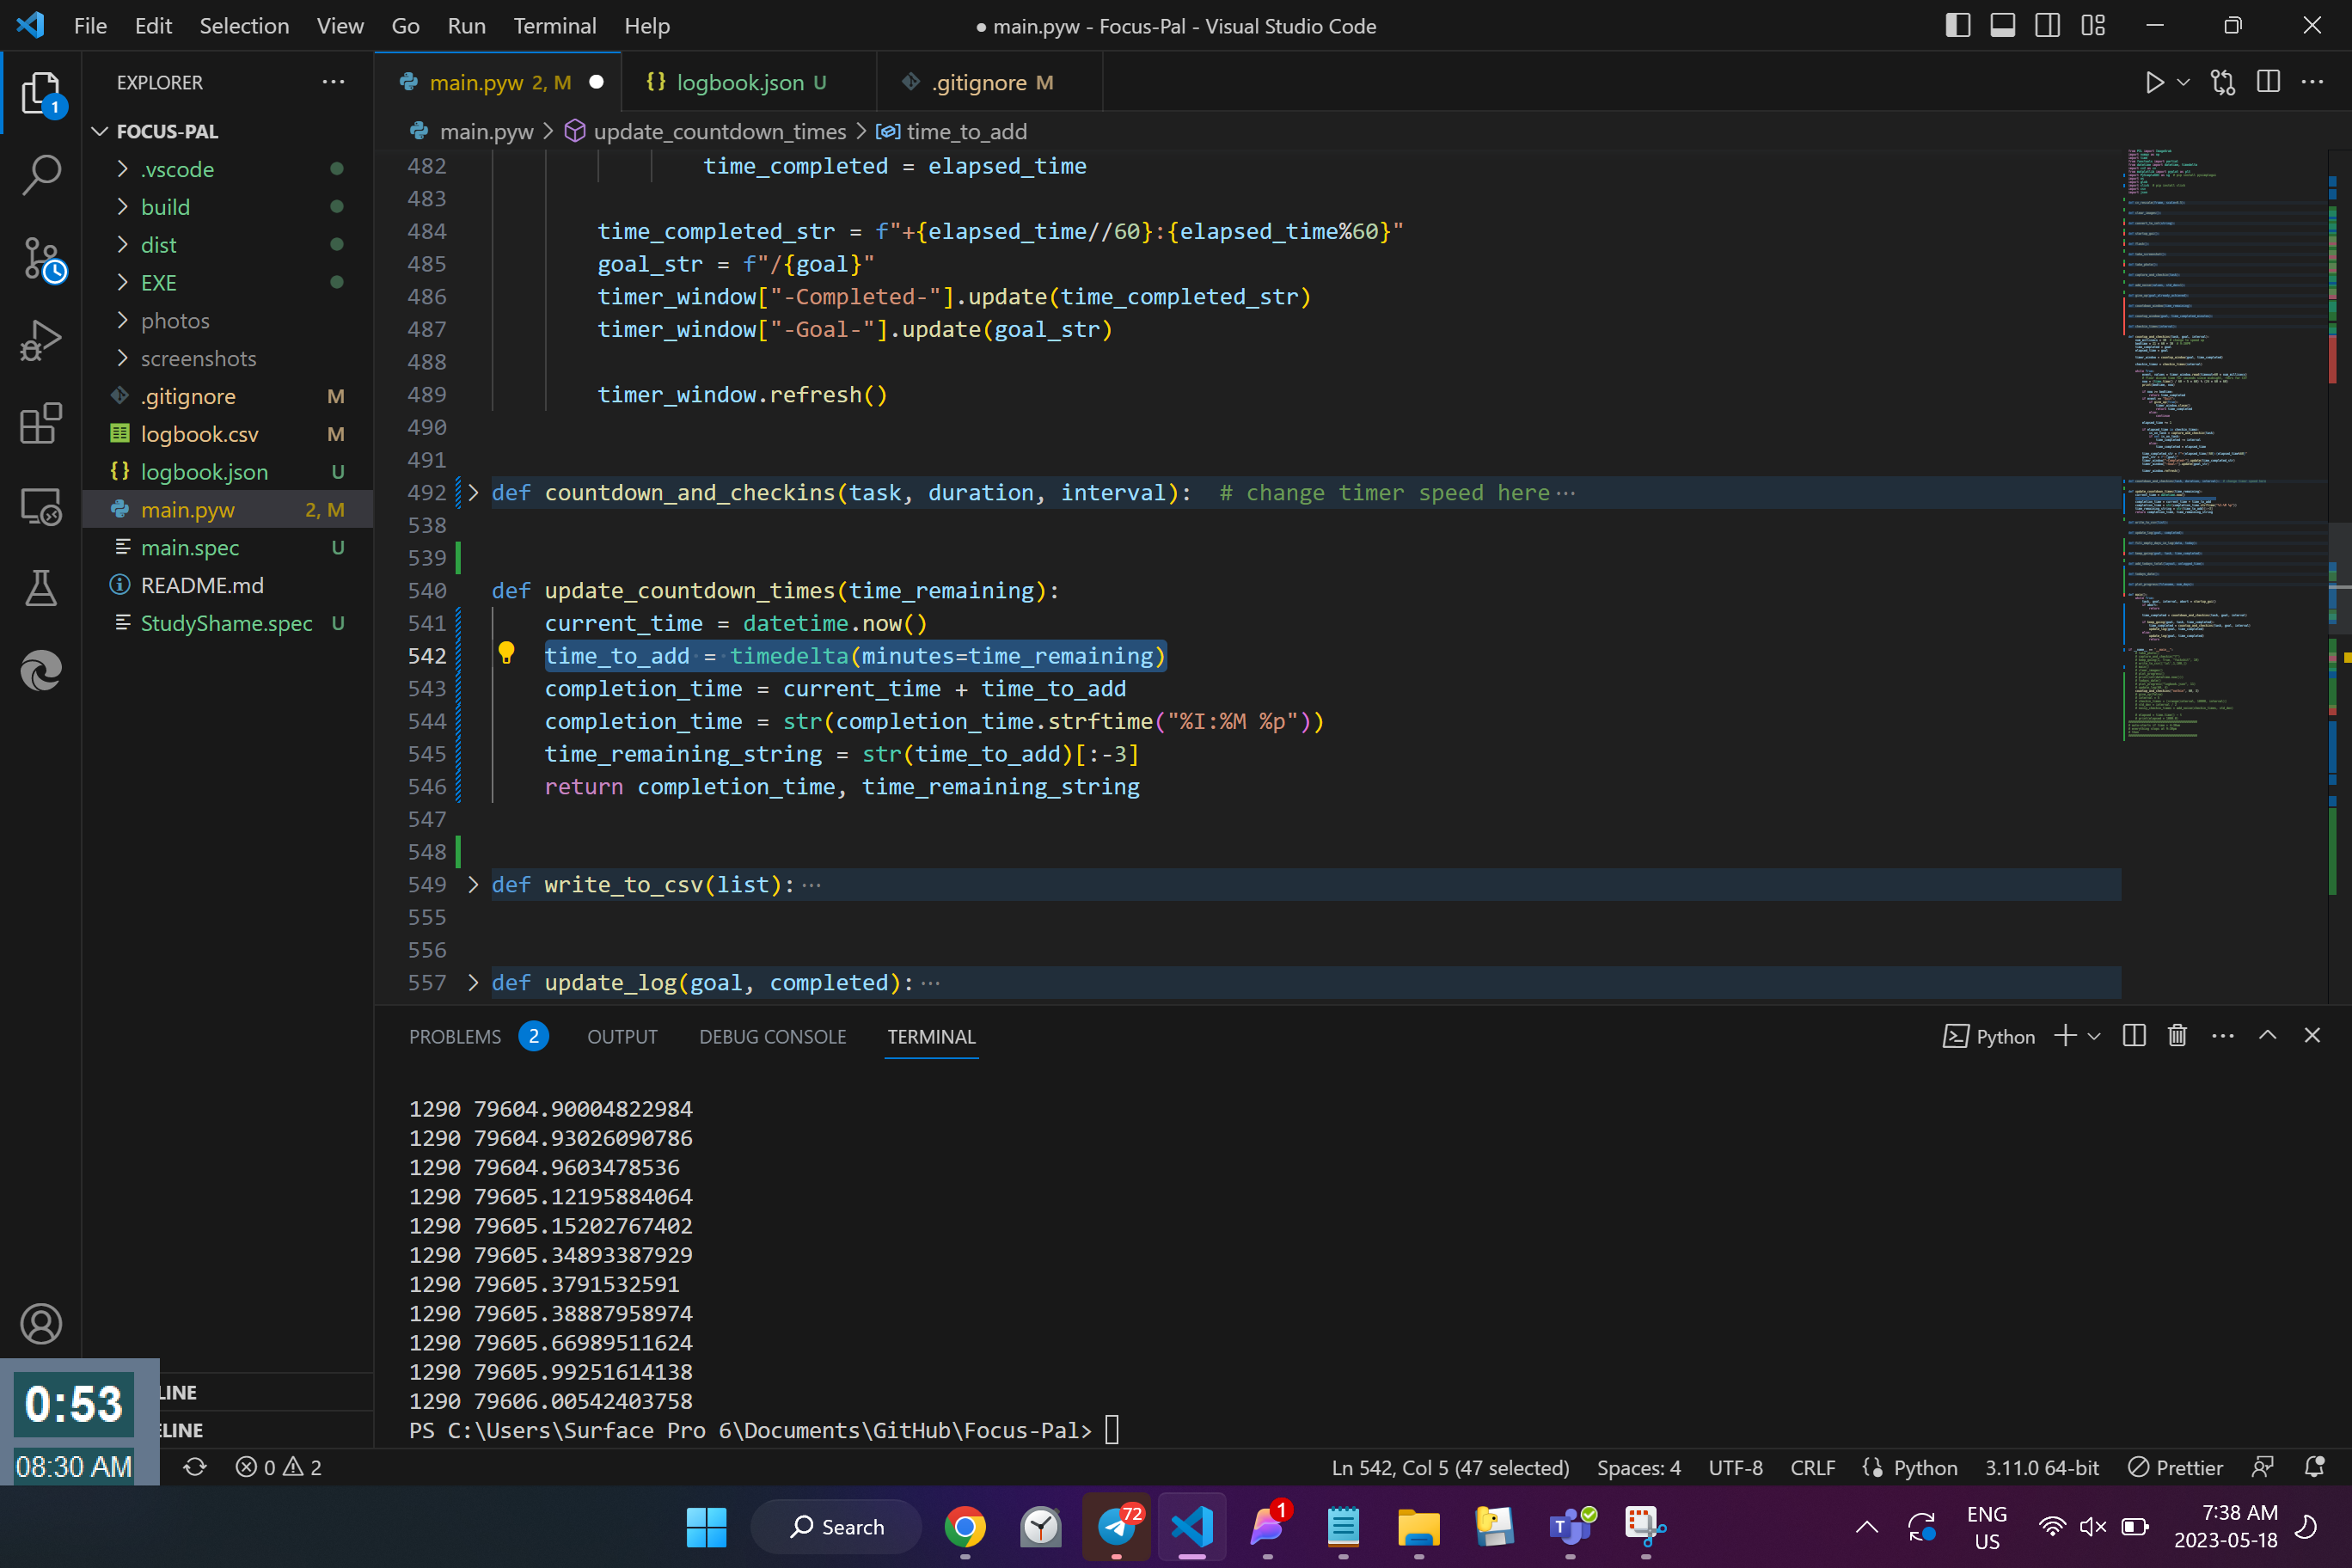 File Edit Selection View Go Run Terminal Help
● main.pyw - Focus-Pal - Visual Studio Code
EXPLORER
1
FOCUS-PAL
.vscode
build
dist
EXE
photos
screenshots
.gitignore M
logbook.csv M
logbook.json U
main.pyw 2, M
main.spec U
README.md
StudyShame.spec U
LINE
ELINE
main.pyw 2, M
logbook.json U
.gitignore M
main.pyw > update_countdown_times > time_to_add
482 time_completed = elapsed_time
483
484 time_completed_str = f"+{elapsed_time//60}:{elapsed_time%60}"
485 goal_str = f"/{goal}"
486 timer_window["-Completed-"].update(time_completed_str)
487 timer_window["-Goal-"].update(goal_str)
488
489 timer_window.refresh()
490
491
492 def countdown_and_checkins(task, duration, interval):  # change timer speed here ···
538
539
540 def update_countdown_times(time_remaining):
541 current_time = datetime.now()
542 time_to_add = timedelta(minutes=time_remaining)
543 completion_time = current_time + time_to_add
544 completion_time = str(completion_time.strftime("%I:%M %p"))
545 time_remaining_string = str(time_to_add)[:-3]
546 return completion_time, time_remaining_string
547
548
549 def write_to_csv(list): ···
555
556
557 def update_log(goal, completed): ···
PROBLEMS 2 OUTPUT DEBUG CONSOLE TERMINAL
Python
1290 79604.90004822984
1290 79604.93026090786
1290 79604.9603478536
1290 79605.12195884064
1290 79605.15202767402
1290 79605.34893387929
1290 79605.3791532591
1290 79605.38887958974
1290 79605.66989511624
1290 79605.99251614138
1290 79606.00542403758
PS C:\Users\Surface Pro 6\Documents\GitHub\Focus-Pal>
0:53
08:30 AM
0 2
Ln 542, Col 5 (47 selected) Spaces: 4 UTF-8 CRLF Python 3.11.0 64-bit Prettier
Search
72
1
T
ENG
US
7:38 AM
2023-05-18